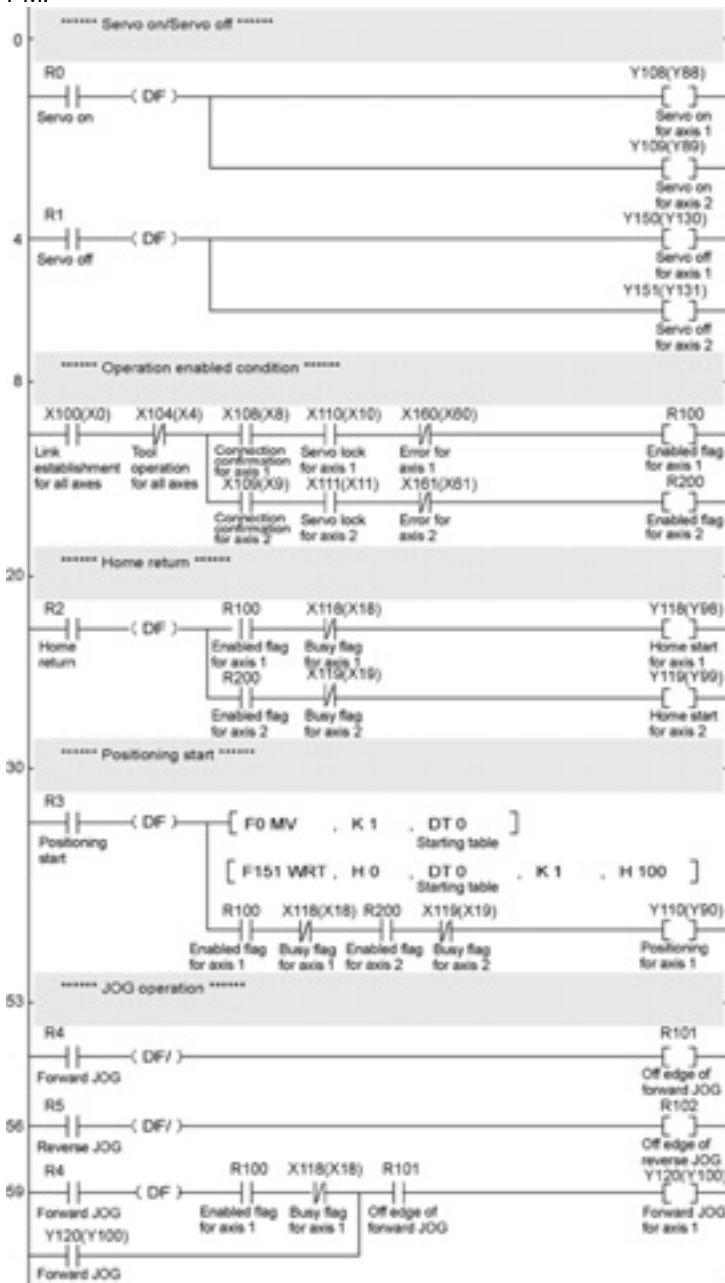 PM.
****** Servo on/Servo off ******
0
R0
Y108(Y88)
( DF )
Servo on
Servo on
for axis 1
Y109(Y89)
Servo on
for axis 2
R1
Y150(Y130)
4
( DF )
Servo off
Servo off
for axis 1
Y151(Y131)
Servo off
for axis 2
****** Operation enabled condition ******
8
X100(X0) X104(X4) X108(X8) X110(X10) X160(X60) R100
Link
establishment
for all axes
Tool
operation
for all axes
Connection
confirmation
for axis 1
Servo lock
for axis 1
Error for
axis 1
Enabled flag
for axis 1
X109(X9) X111(X11) X161(X61) R200
Connection
confirmation
for axis 2
Servo lock
for axis 2
Error for
axis 2
Enabled flag
for axis 2
****** Home return ******
20
R2 R100 X118(X18) Y118(Y98)
( DF )
Home
return
Enabled flag
for axis 1
Busy flag
for axis 1
Home start
for axis 1
R200 X119(X19) Y119(Y99)
Enabled flag
for axis 2
Busy flag
for axis 2
Home start
for axis 2
****** Positioning start ******
30
R3
( DF )
Positioning
start
[ F0 MV , K 1 , DT 0 ]
Starting table
[ F151 WRT , H 0 , DT 0 , K 1 , H 100 ]
Starting table
R100 X118(X18) R200 X119(X19) Y110(Y90)
Enabled flag
for axis 1
Busy flag
for axis 1
Enabled flag
for axis 2
Busy flag
for axis 2
Positioning
for axis 1
****** JOG operation ******
53
R4 R101
( DF/ )
Forward JOG
Off edge of
forward JOG
R5 R102
56
( DF/ )
Reverse JOG
Off edge of
reverse JOG
R4 R100 X118(X18) R101 Y120(Y100)
59
( DF )
Forward JOG
Enabled flag
for axis 1
Busy flag
for axis 1
Off edge of
forward JOG
Forward JOG
for axis 1
Y120(Y100)
Forward JOG